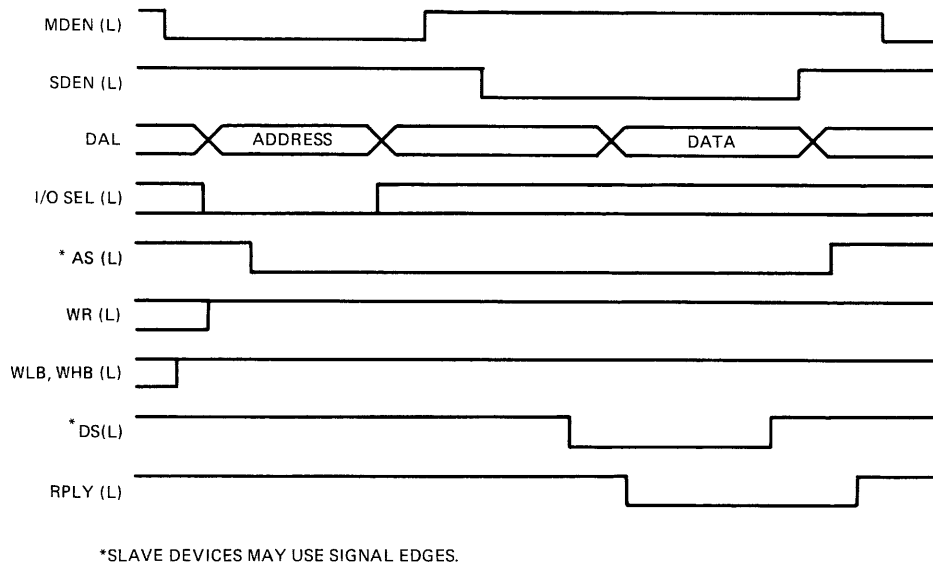 MDEN (L)
SDEN (L)
DAL
ADDRESS
DATA
I/O SEL (L)
* AS (L)
WR (L)
WLB, WHB (L)
*DS(L)
RPLY (L)
*SLAVE DEVICES MAY USE SIGNAL EDGES.